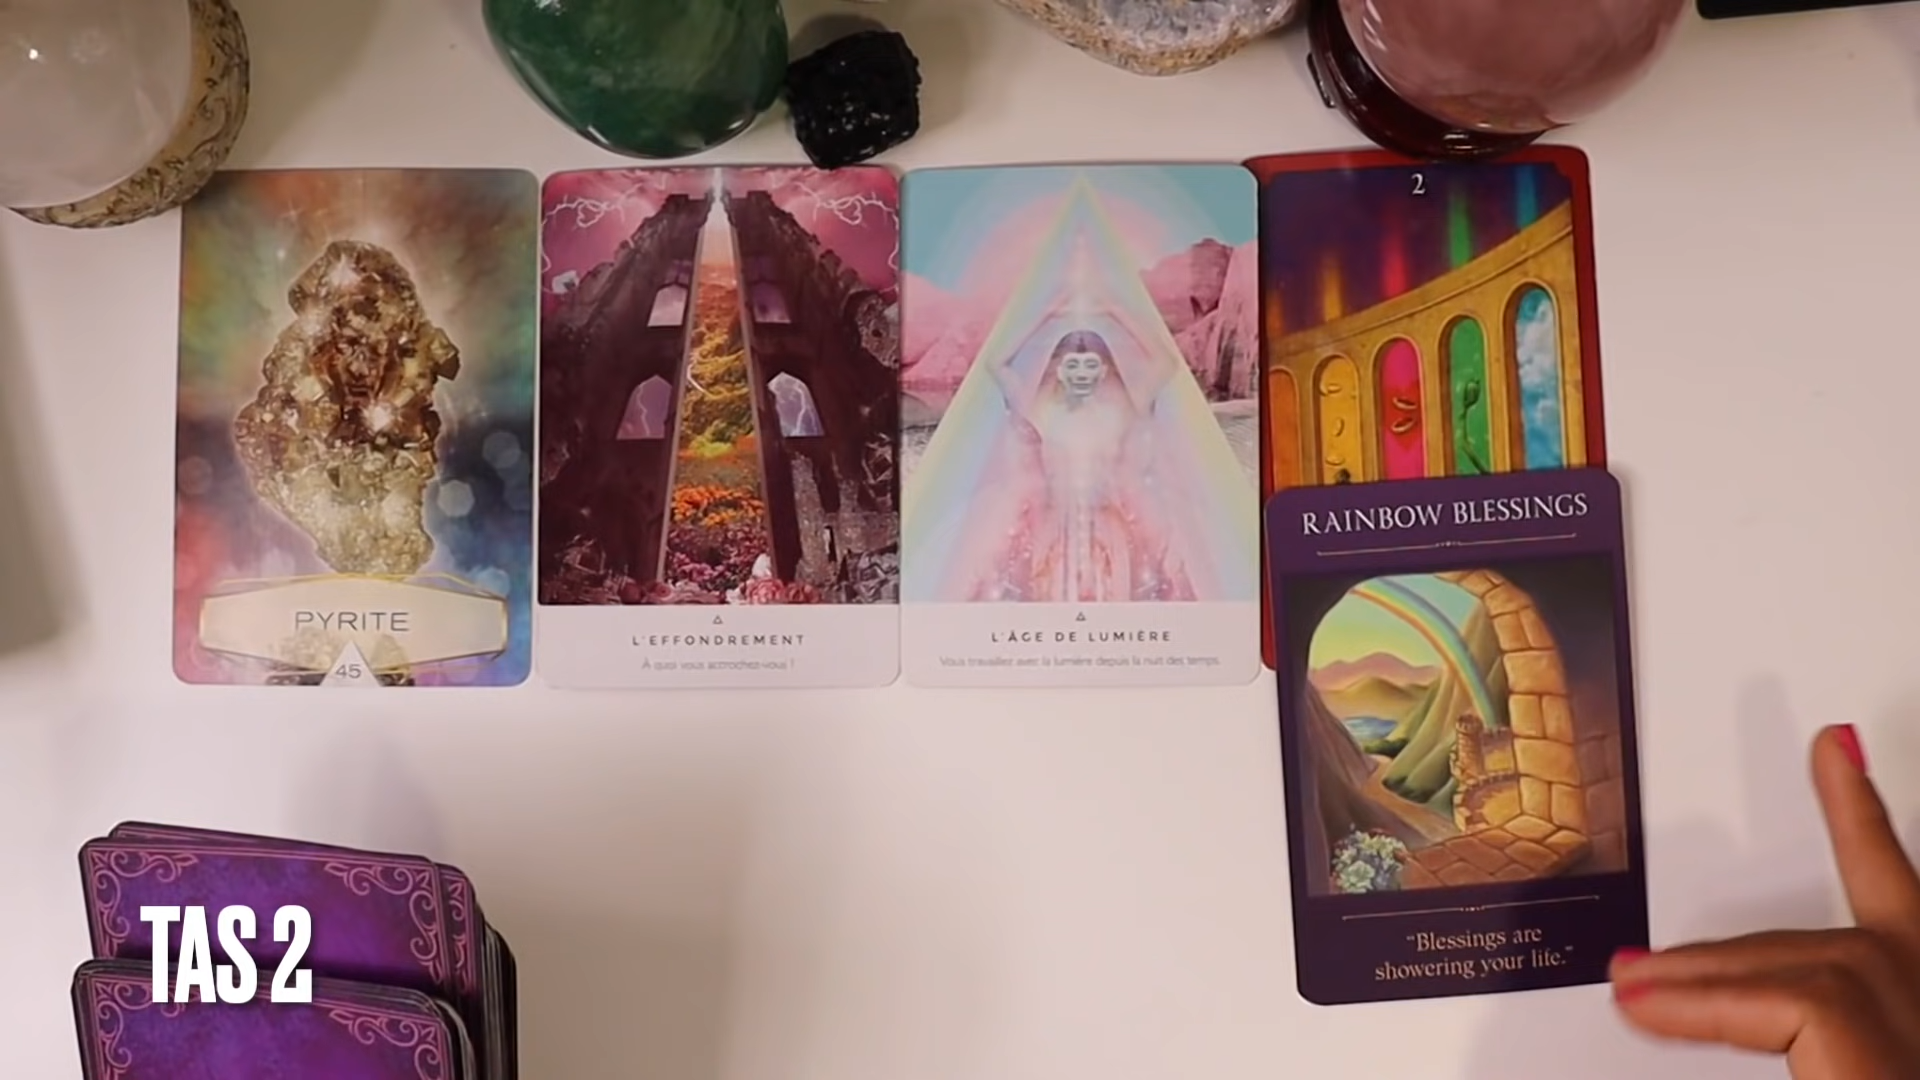 PYRITE
45
L'EFFONDREMENT
À quoi vous accrochez-vous !
L'ÂGE DE LUMIÈRE
Vous travaillez avec la lumière depuis la nuit des temps.
2
RAINBOW BLESSINGS
"Blessings are
showering your life."
TAS 2